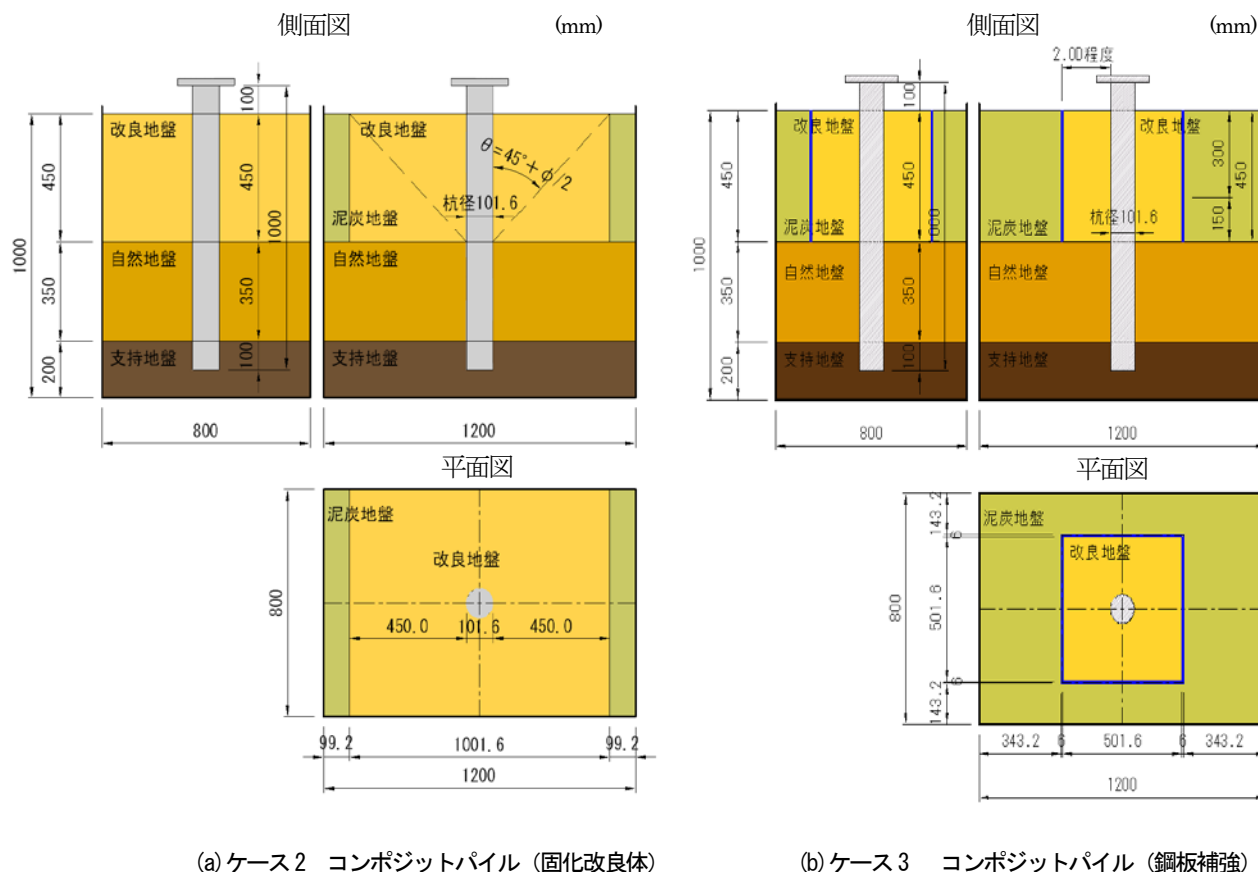 側面図 (mm)
改良地盤
改良地盤
泥炭地盤
自然地盤
自然地盤
支持地盤
支持地盤
杭径101.6
θ=45°+φ/2
100
450
1000
350
100
1000
450
350
200
800
1200
平面図
泥炭地盤
改良地盤
450.0 101.6 450.0
800
99.2 1001.6 99.2
1200
(a)ケース2 コンポジットパイル（固化改良体）
側面図 (mm)
2.0D程度
改良地盤
改良地盤
泥炭地盤
泥炭地盤
自然地盤
自然地盤
支持地盤
支持地盤
杭径101.6
100
450
1000
350
100
300
150
450
1000
450
350
200
800
1200
平面図
泥炭地盤
改良地盤
143.2
6
501.6
6
143.2
800
343.2 6 501.6 6 343.2
1200
(b)ケース3 コンポジットパイル（鋼板補強）